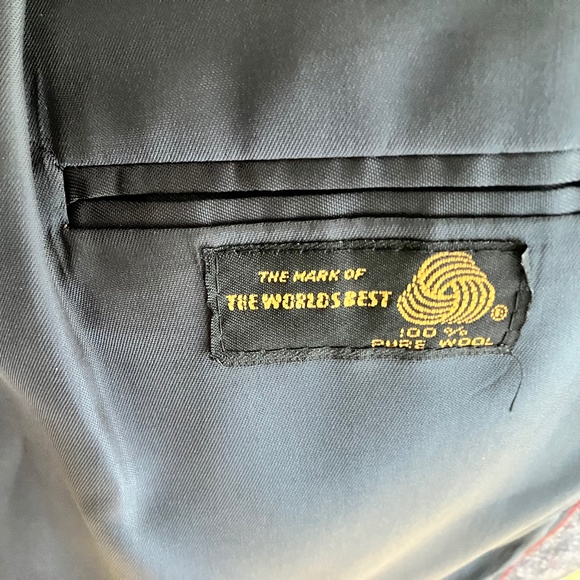 THE MARK OF
THE WORLDS BEST
®
100 %
PURE WOOL